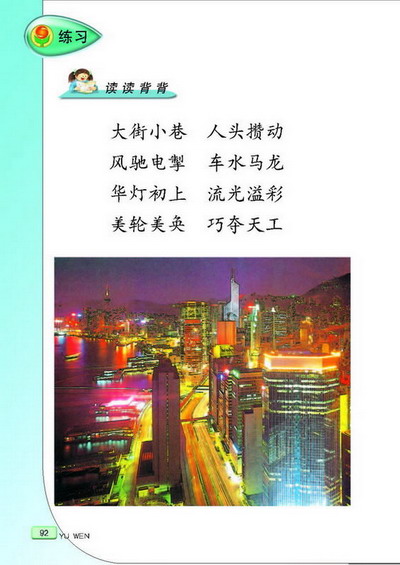 练习
读读背背
大街小巷 人头攒动
风驰电掣 车水马龙
华灯初上 流光溢彩
美轮美奂 巧夺天工
92 YU WEN